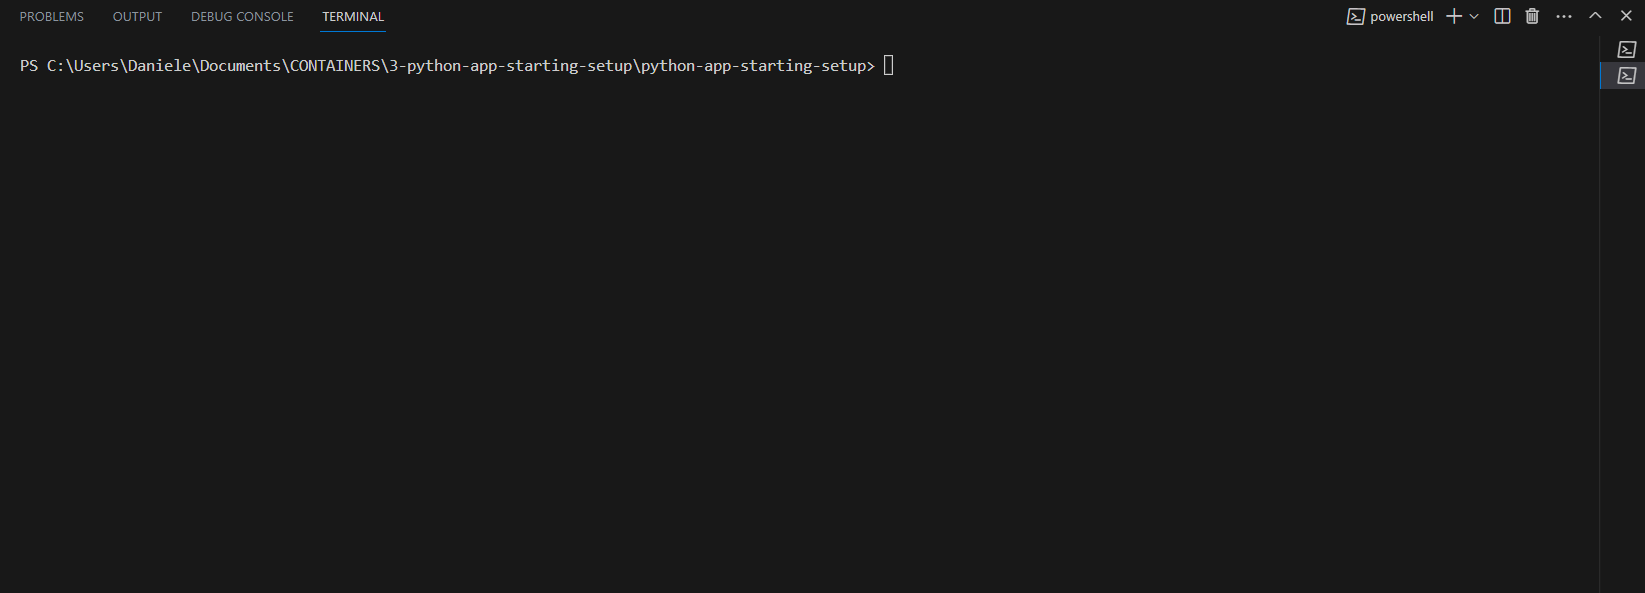 PROBLEMS OUTPUT DEBUG CONSOLE TERMINAL powershell
PS C:\Users\Daniele\Documents\CONTAINERS\3-python-app-starting-setup\python-app-starting-setup>